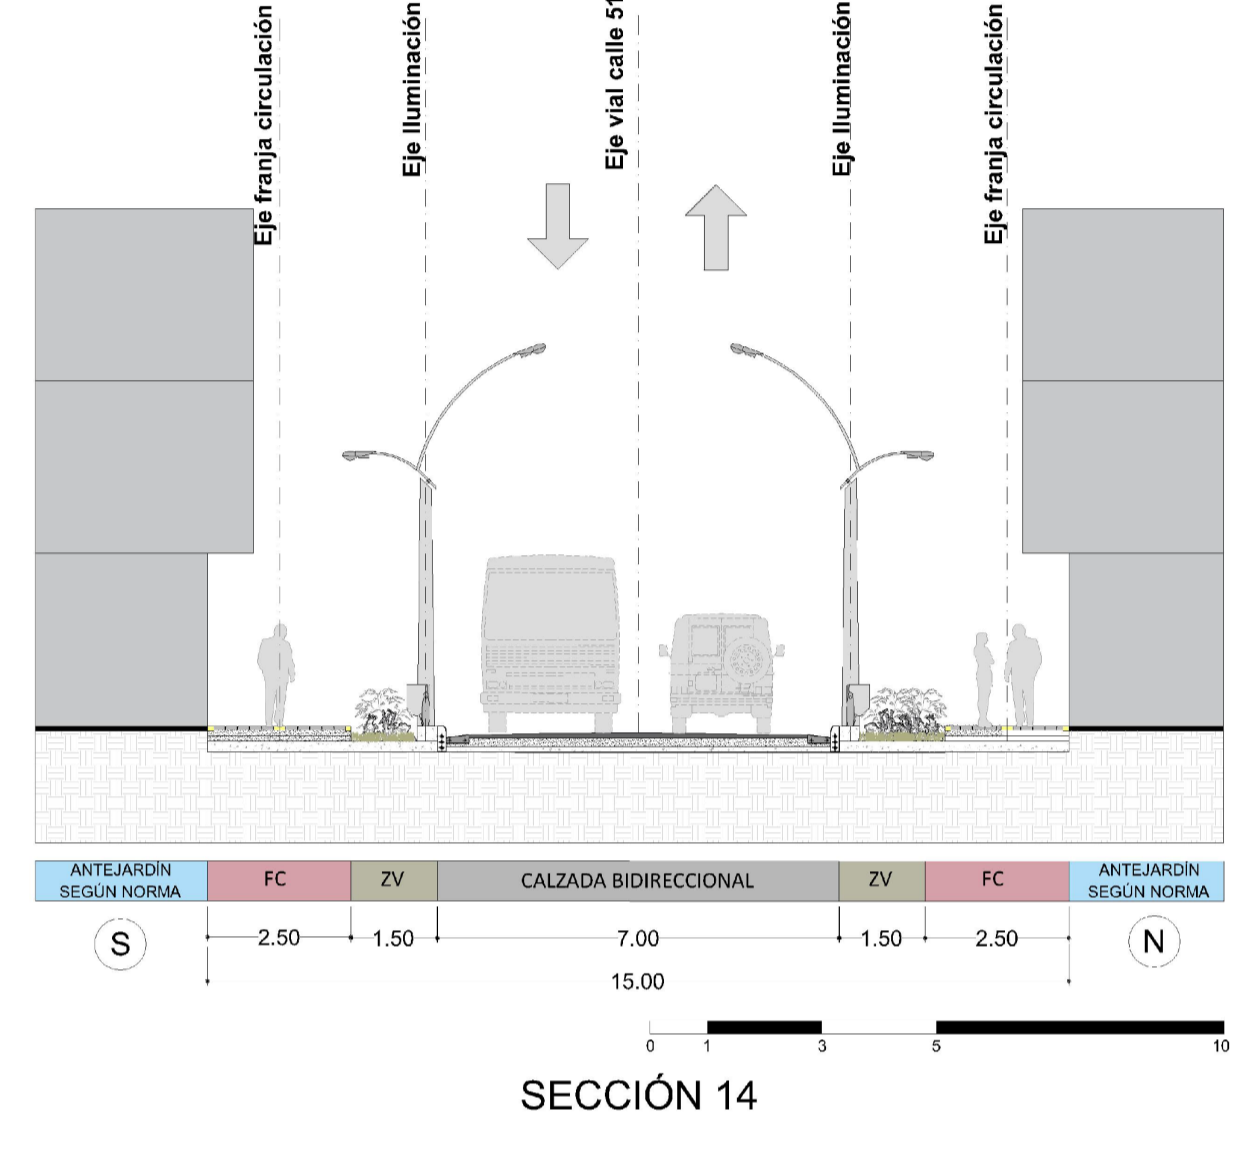 Eje franja circulación
Eje Iluminación
Eje vial calle 51
Eje Iluminación
Eje franja circulación
ANTEJARDÍN
SEGÚN NORMA
FC
ZV
CALZADA BIDIRECCIONAL
ZV
FC
ANTEJARDÍN
SEGÚN NORMA
S
2.50
1.50
7.00
1.50
2.50
N
15.00
0 1 3 5 10
SECCIÓN 14